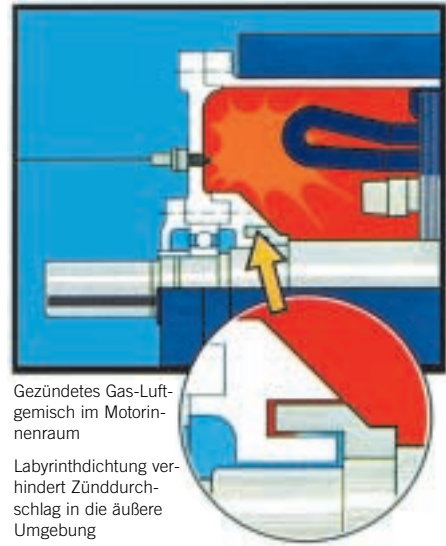 Gezündetes Gas-Luft-
gemisch im Motorin-
nenraum
Labyrinthdichtung ver-
hindert Zünddurch-
schlag in die äußere
Umgebung